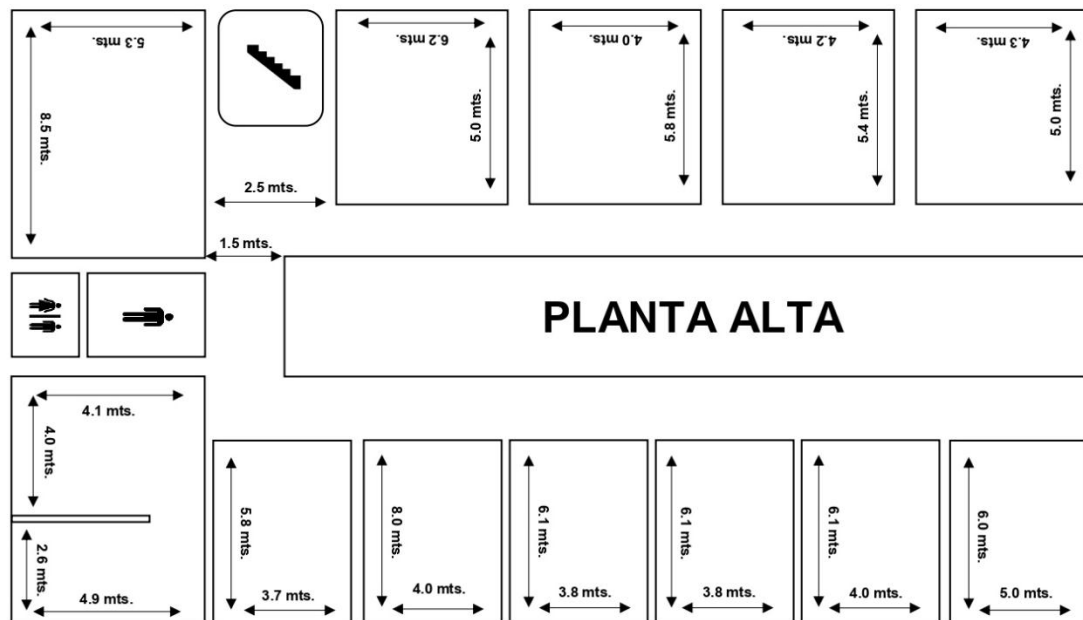 5.3 mts.
6.2 mts.
4.0 mts.
4.2 mts.
4.3 mts.
8.5 mts.
5.0 mts.
5.8 mts.
5.4 mts.
5.0 mts.
2.5 mts.
1.5 mts.
PLANTA ALTA
4.1 mts.
4.0 mts.
2.6 mts.
4.9 mts.
5.8 mts.
3.7 mts.
8.0 mts.
4.0 mts.
6.1 mts.
3.8 mts.
6.1 mts.
3.8 mts.
6.1 mts.
4.0 mts.
6.0 mts.
5.0 mts.